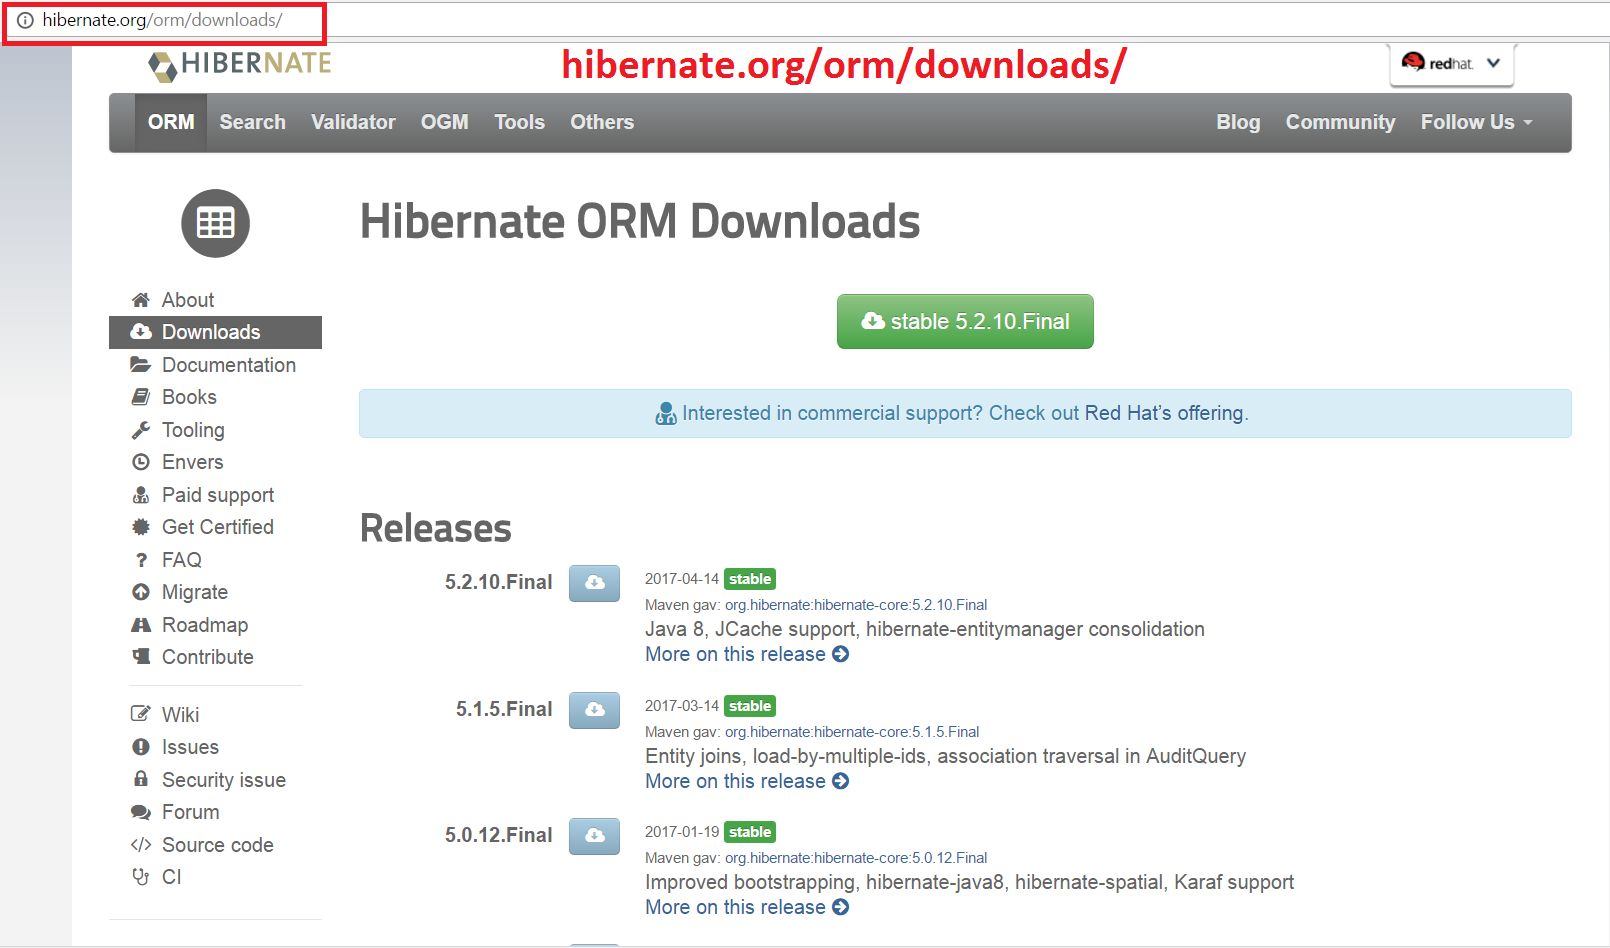 hibernate.org/orm/downloads/
HIBERNATE
hibernate.org/orm/downloads/
redhat.
ORM Search Validator OGM Tools Others Blog Community Follow Us
Hibernate ORM Downloads
stable 5.2.10.Final
Interested in commercial support? Check out Red Hat's offering.
About
Downloads
Documentation
Books
Tooling
Envers
Paid support
Get Certified
FAQ
Migrate
Roadmap
Contribute
Wiki
Issues
Security issue
Forum
Source code
CI
Releases
5.2.10.Final
2017-04-14 stable
Maven gav: org.hibernate:hibernate-core:5.2.10.Final
Java 8, JCache support, hibernate-entitymanager consolidation
More on this release
5.1.5.Final
2017-03-14 stable
Maven gav: org.hibernate:hibernate-core:5.1.5.Final
Entity joins, load-by-multiple-ids, association traversal in AuditQuery
More on this release
5.0.12.Final
2017-01-19 stable
Maven gav: org.hibernate:hibernate-core:5.0.12.Final
Improved bootstrapping, hibernate-java8, hibernate-spatial, Karaf support
More on this release